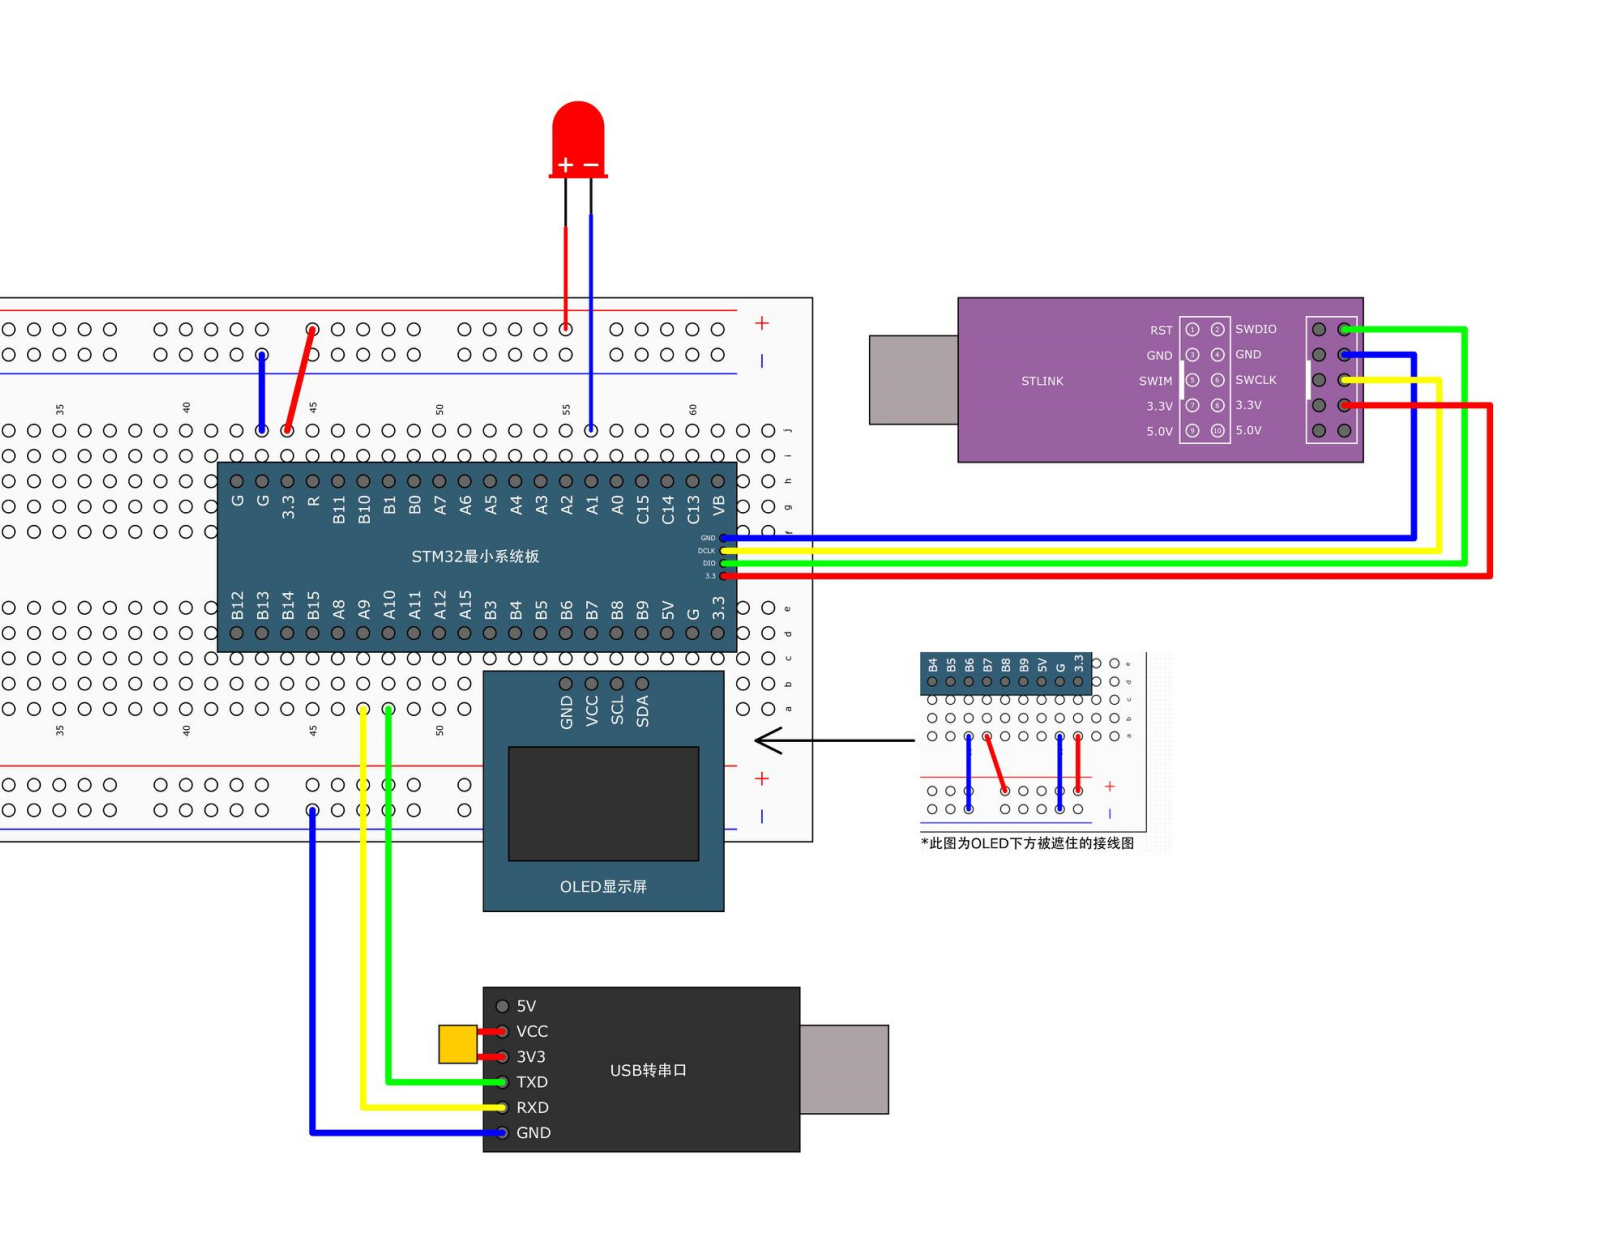 + −
+
−
35 40 45 50 55 60
j
i
h
g
f
G G 3.3 R B11 B10 B1 B0 A7 A6 A5 A4 A3 A2 A1 A0 C15 C14 C13 VB
STM32最小系统板
GND
DCLK
DIO
3.3
B12 B13 B14 B15 A8 A9 A10 A11 A12 A15 B3 B4 B5 B6 B7 B8 B9 5V G 3.3
e
d
c
b
a
35 40 45 50
+
−
STLINK
RST 1 2 SWDIO
GND 3 4 GND
SWIM 5 6 SWCLK
3.3V 7 8 3.3V
5.0V 9 10 5.0V
GND VCC SCL SDA
OLED显示屏
B4 B5 B6 B7 B8 B9 5V G 3.3
e
d
c
b
a
+
−
*此图为OLED下方被遮住的接线图
5V
VCC
3V3
TXD
RXD
GND
USB转串口